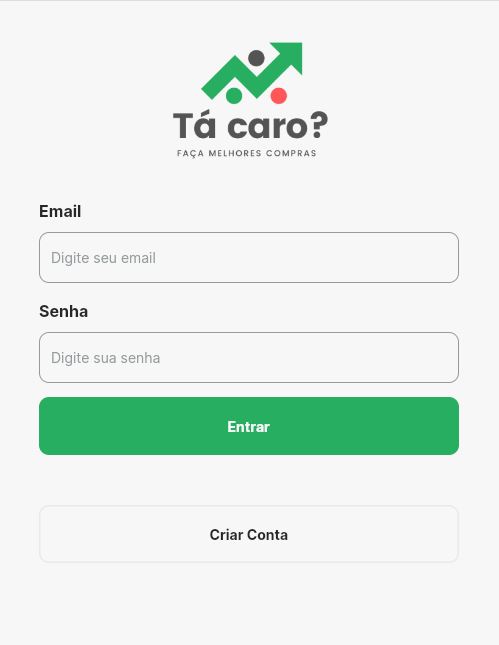 Tá caro?
FAÇA MELHORES COMPRAS
Email
Digite seu email
Senha
Digite sua senha
Entrar
Criar Conta